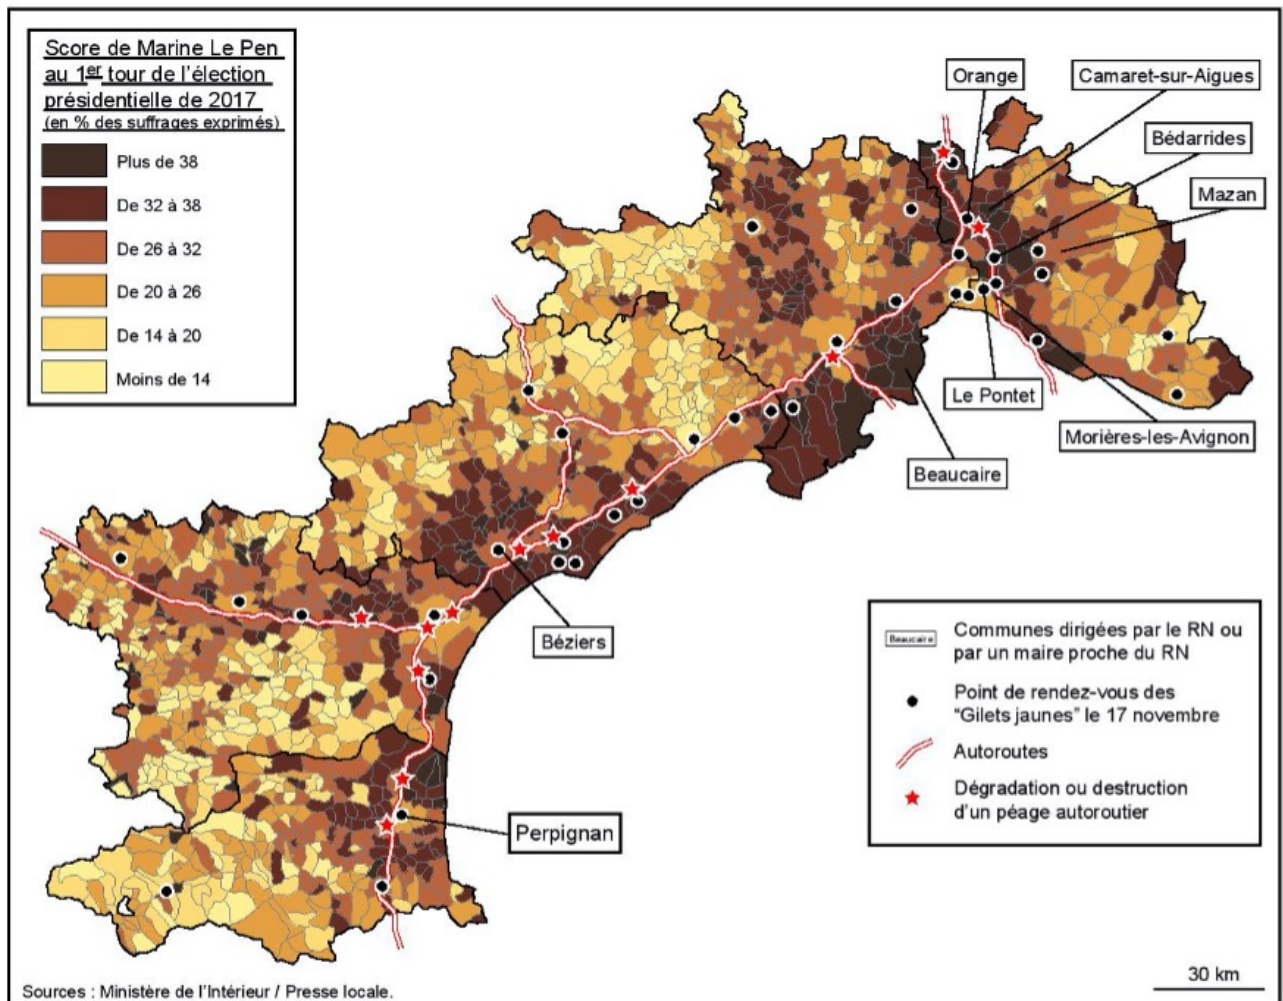 Score de Marine Le Pen
au 1er tour de l'élection
présidentielle de 2017
(en % des suffrages exprimés)
Plus de 38
De 32 à 38
De 26 à 32
De 20 à 26
De 14 à 20
Moins de 14
Orange
Camaret-sur-Aigues
Bédarrides
Mazan
Le Pontet
Morières-les-Avignon
Beaucaire
Béziers
Perpignan
Beaucaire
Communes dirigées par le RN ou
par un maire proche du RN
Point de rendez-vous des
"Gilets jaunes" le 17 novembre
Autoroutes
Dégradation ou destruction
d'un péage autoroutier
30 km
Sources : Ministère de l'Intérieur / Presse locale.